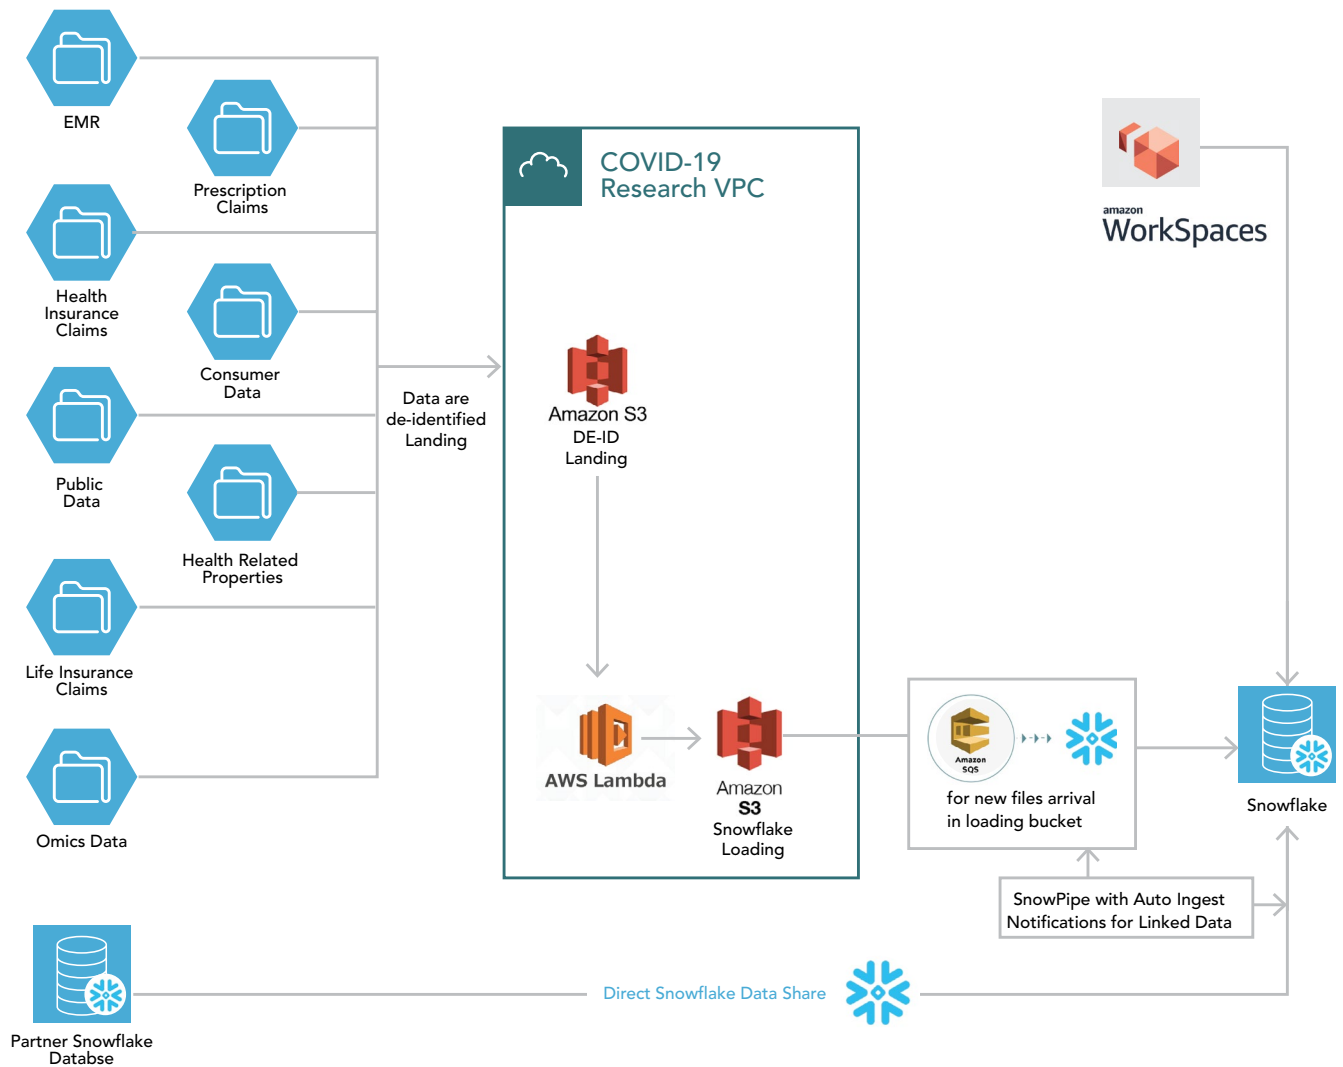 EMR
Prescription
Claims
Health
Insurance
Claims
Consumer
Data
Public
Data
Health Related
Properties
Life Insurance
Claims
Omics Data
Partner Snowflake
Databse
Data are
de-identified
Landing
COVID-19
Research VPC
Amazon S3
DE-ID
Landing
AWS Lambda
Amazon
S3
Snowflake
Loading
Amazon
SQS
for new files arrival
in loading bucket
SnowPipe with Auto Ingest
Notifications for Linked Data
amazon
WorkSpaces
Snowflake
Direct Snowflake Data Share